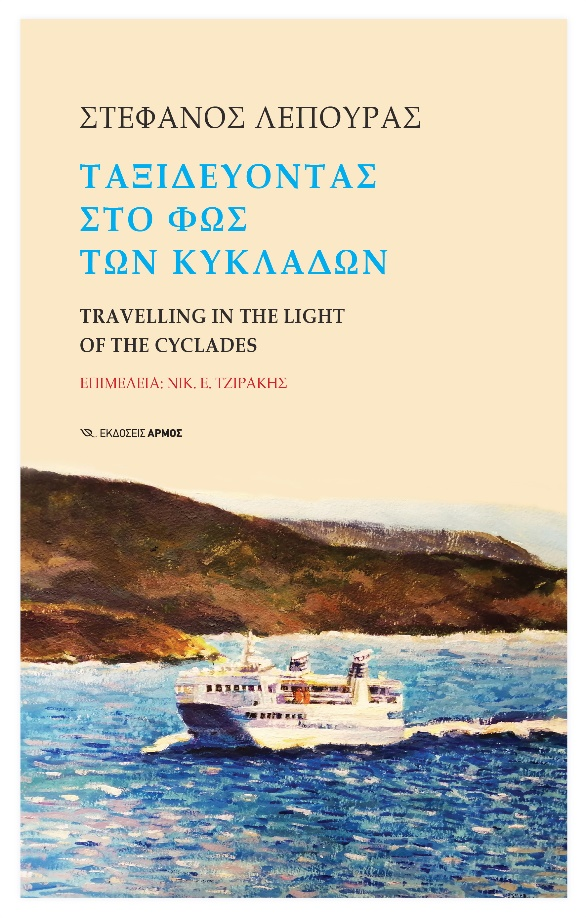 ΣΤΕΦΑΝΟΣ ΛΕΠΟΥΡΑΣ
ΤΑΞΙΔΕΥΟΝΤΑΣ
ΣΤΟ ΦΩΣ
ΤΩΝ ΚΥΚΛΑΔΩΝ
TRAVELLING IN THE LIGHT
OF THE CYCLADES
ΕΠΙΜΕΛΕΙΑ: ΝΙΚ. Ε. ΤΖΙΡΑΚΗΣ
ΕΚΔΟΣΕΙΣ ΑΡΜΟΣ